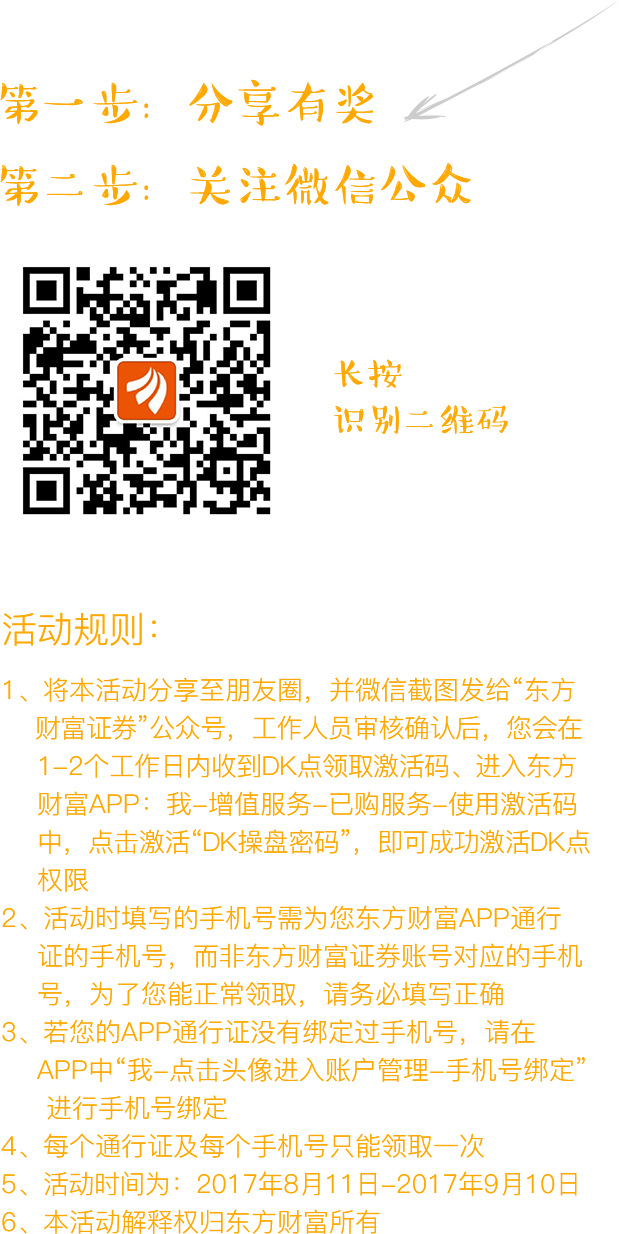 第一步：分享有奖
第二步：关注微信公众
长按
识别二维码
活动规则：
1、将本活动分享至朋友圈，并微信截图发给“东方
财富证券”公众号，工作人员审核确认后，您会在
1-2个工作日内收到DK点领取激活码、进入东方
财富APP：我-增值服务-已购服务-使用激活码
中，点击激活“DK操盘密码”，即可成功激活DK点
权限
2、活动时填写的手机号需为您东方财富APP通行
证的手机号，而非东方财富证券账号对应的手机
号，为了您能正常领取，请务必填写正确
3、若您的APP通行证没有绑定过手机号，请在
APP中“我-点击头像进入账户管理-手机号绑定”
进行手机号绑定
4、每个通行证及每个手机号只能领取一次
5、活动时间为：2017年8月11日-2017年9月10日
6、本活动解释权归东方财富所有